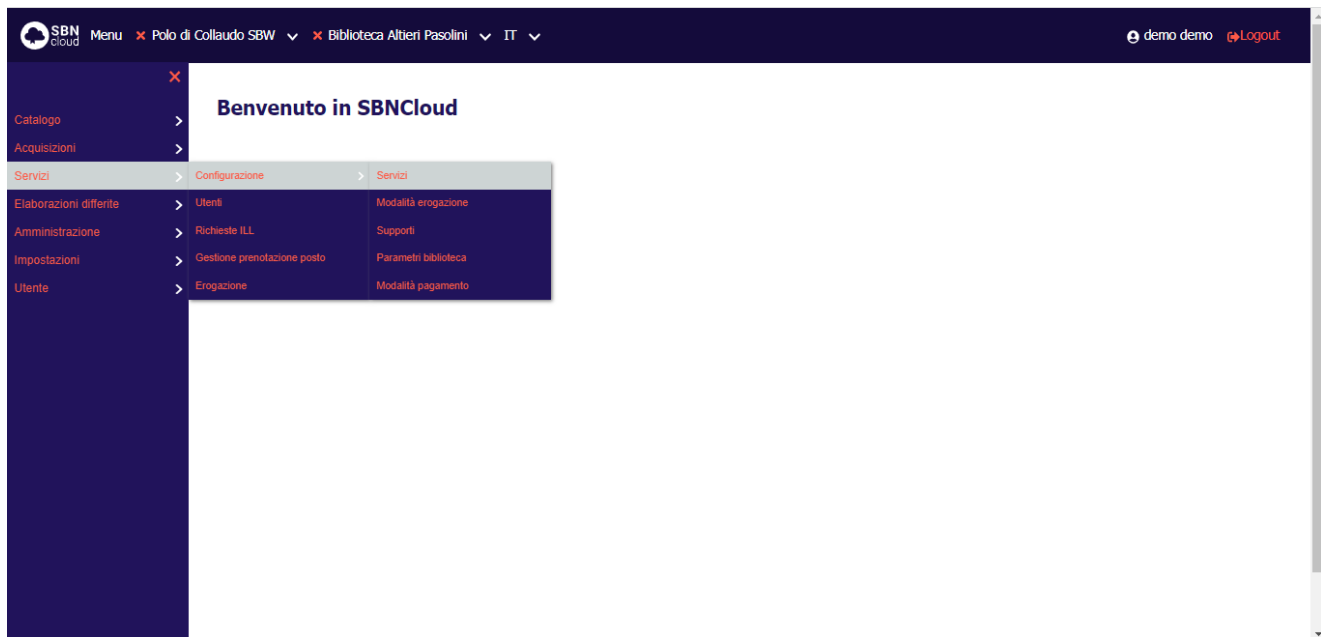 SBN cloud Menu × Polo di Collaudo SBW × Biblioteca Altieri Pasolini IT demo demo Logout
Benvenuto in SBNCloud
Catalogo
Acquisizioni
Servizi Configurazione Servizi
Elaborazioni differite Utenti Modalità erogazione
Amministrazione Richieste ILL Supporti
Impostazioni Gestione prenotazione posto Parametri biblioteca
Utente Erogazione Modalità pagamento